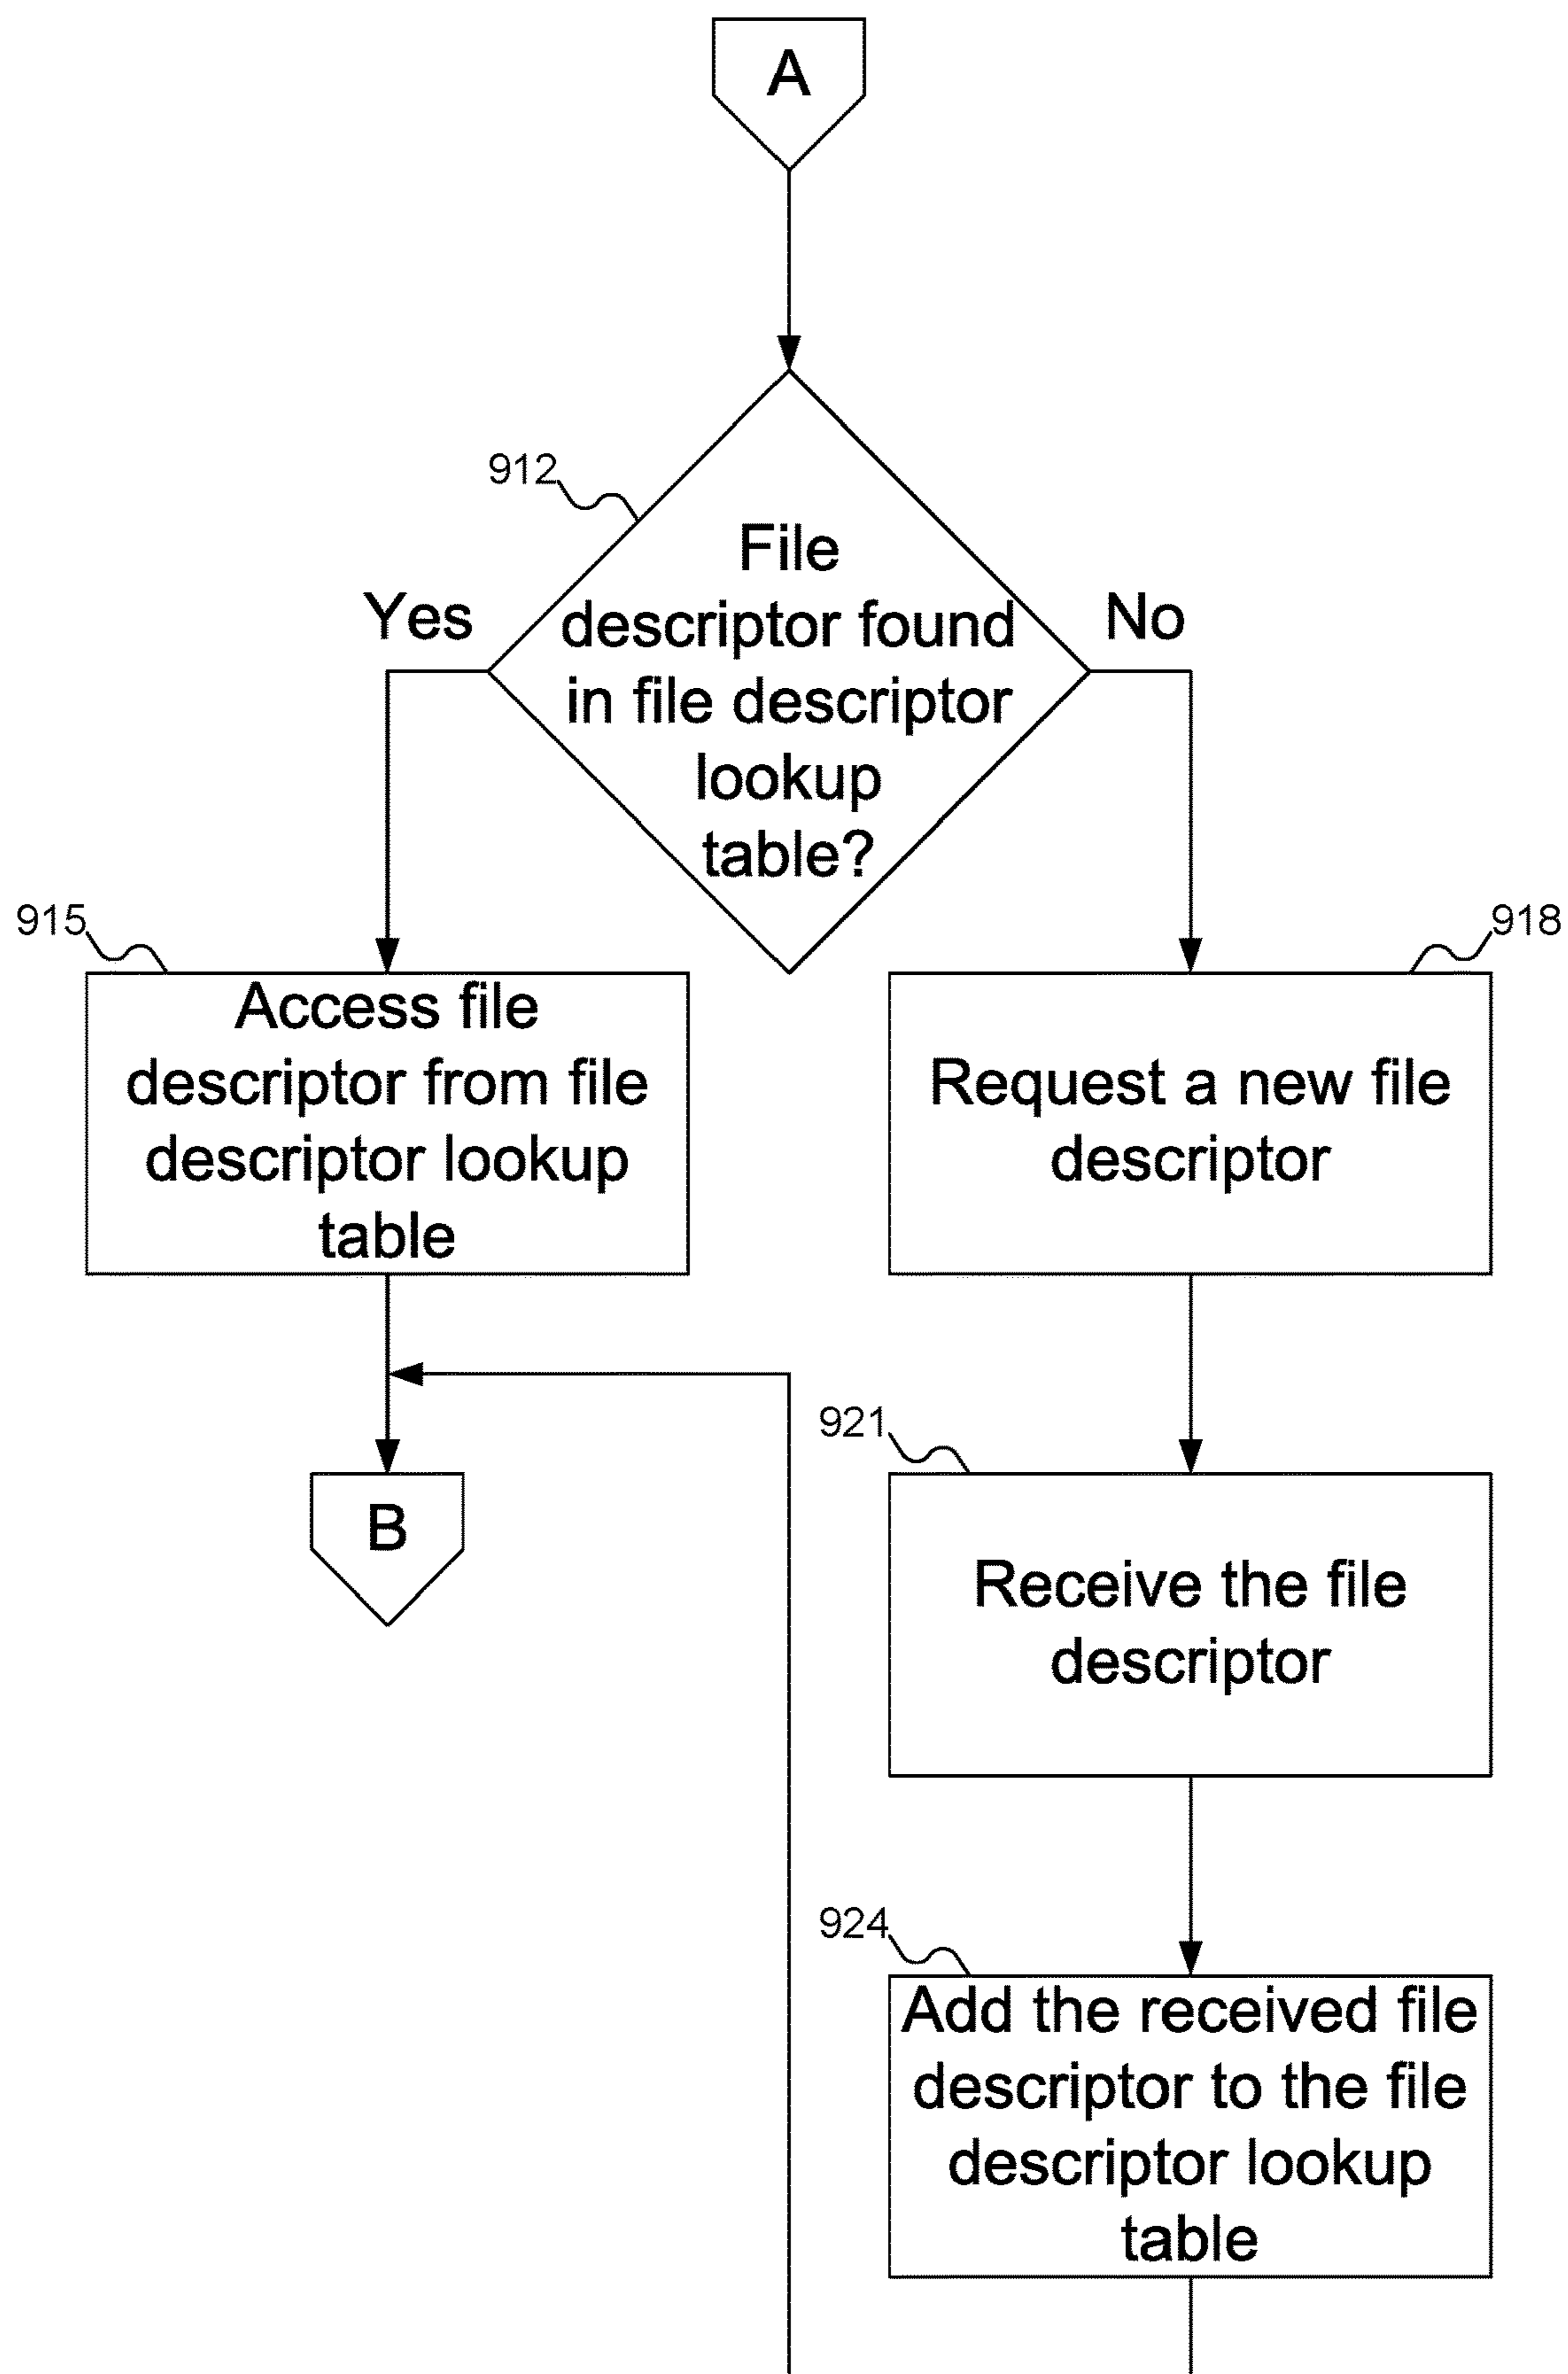 A
912
File
descriptor found
in file descriptor
lookup
table?
Yes
No
915
Access file
descriptor from file
descriptor lookup
table
918
Request a new file
descriptor
B
921
Receive the file
descriptor
924
Add the received file
descriptor to the file
descriptor lookup
table